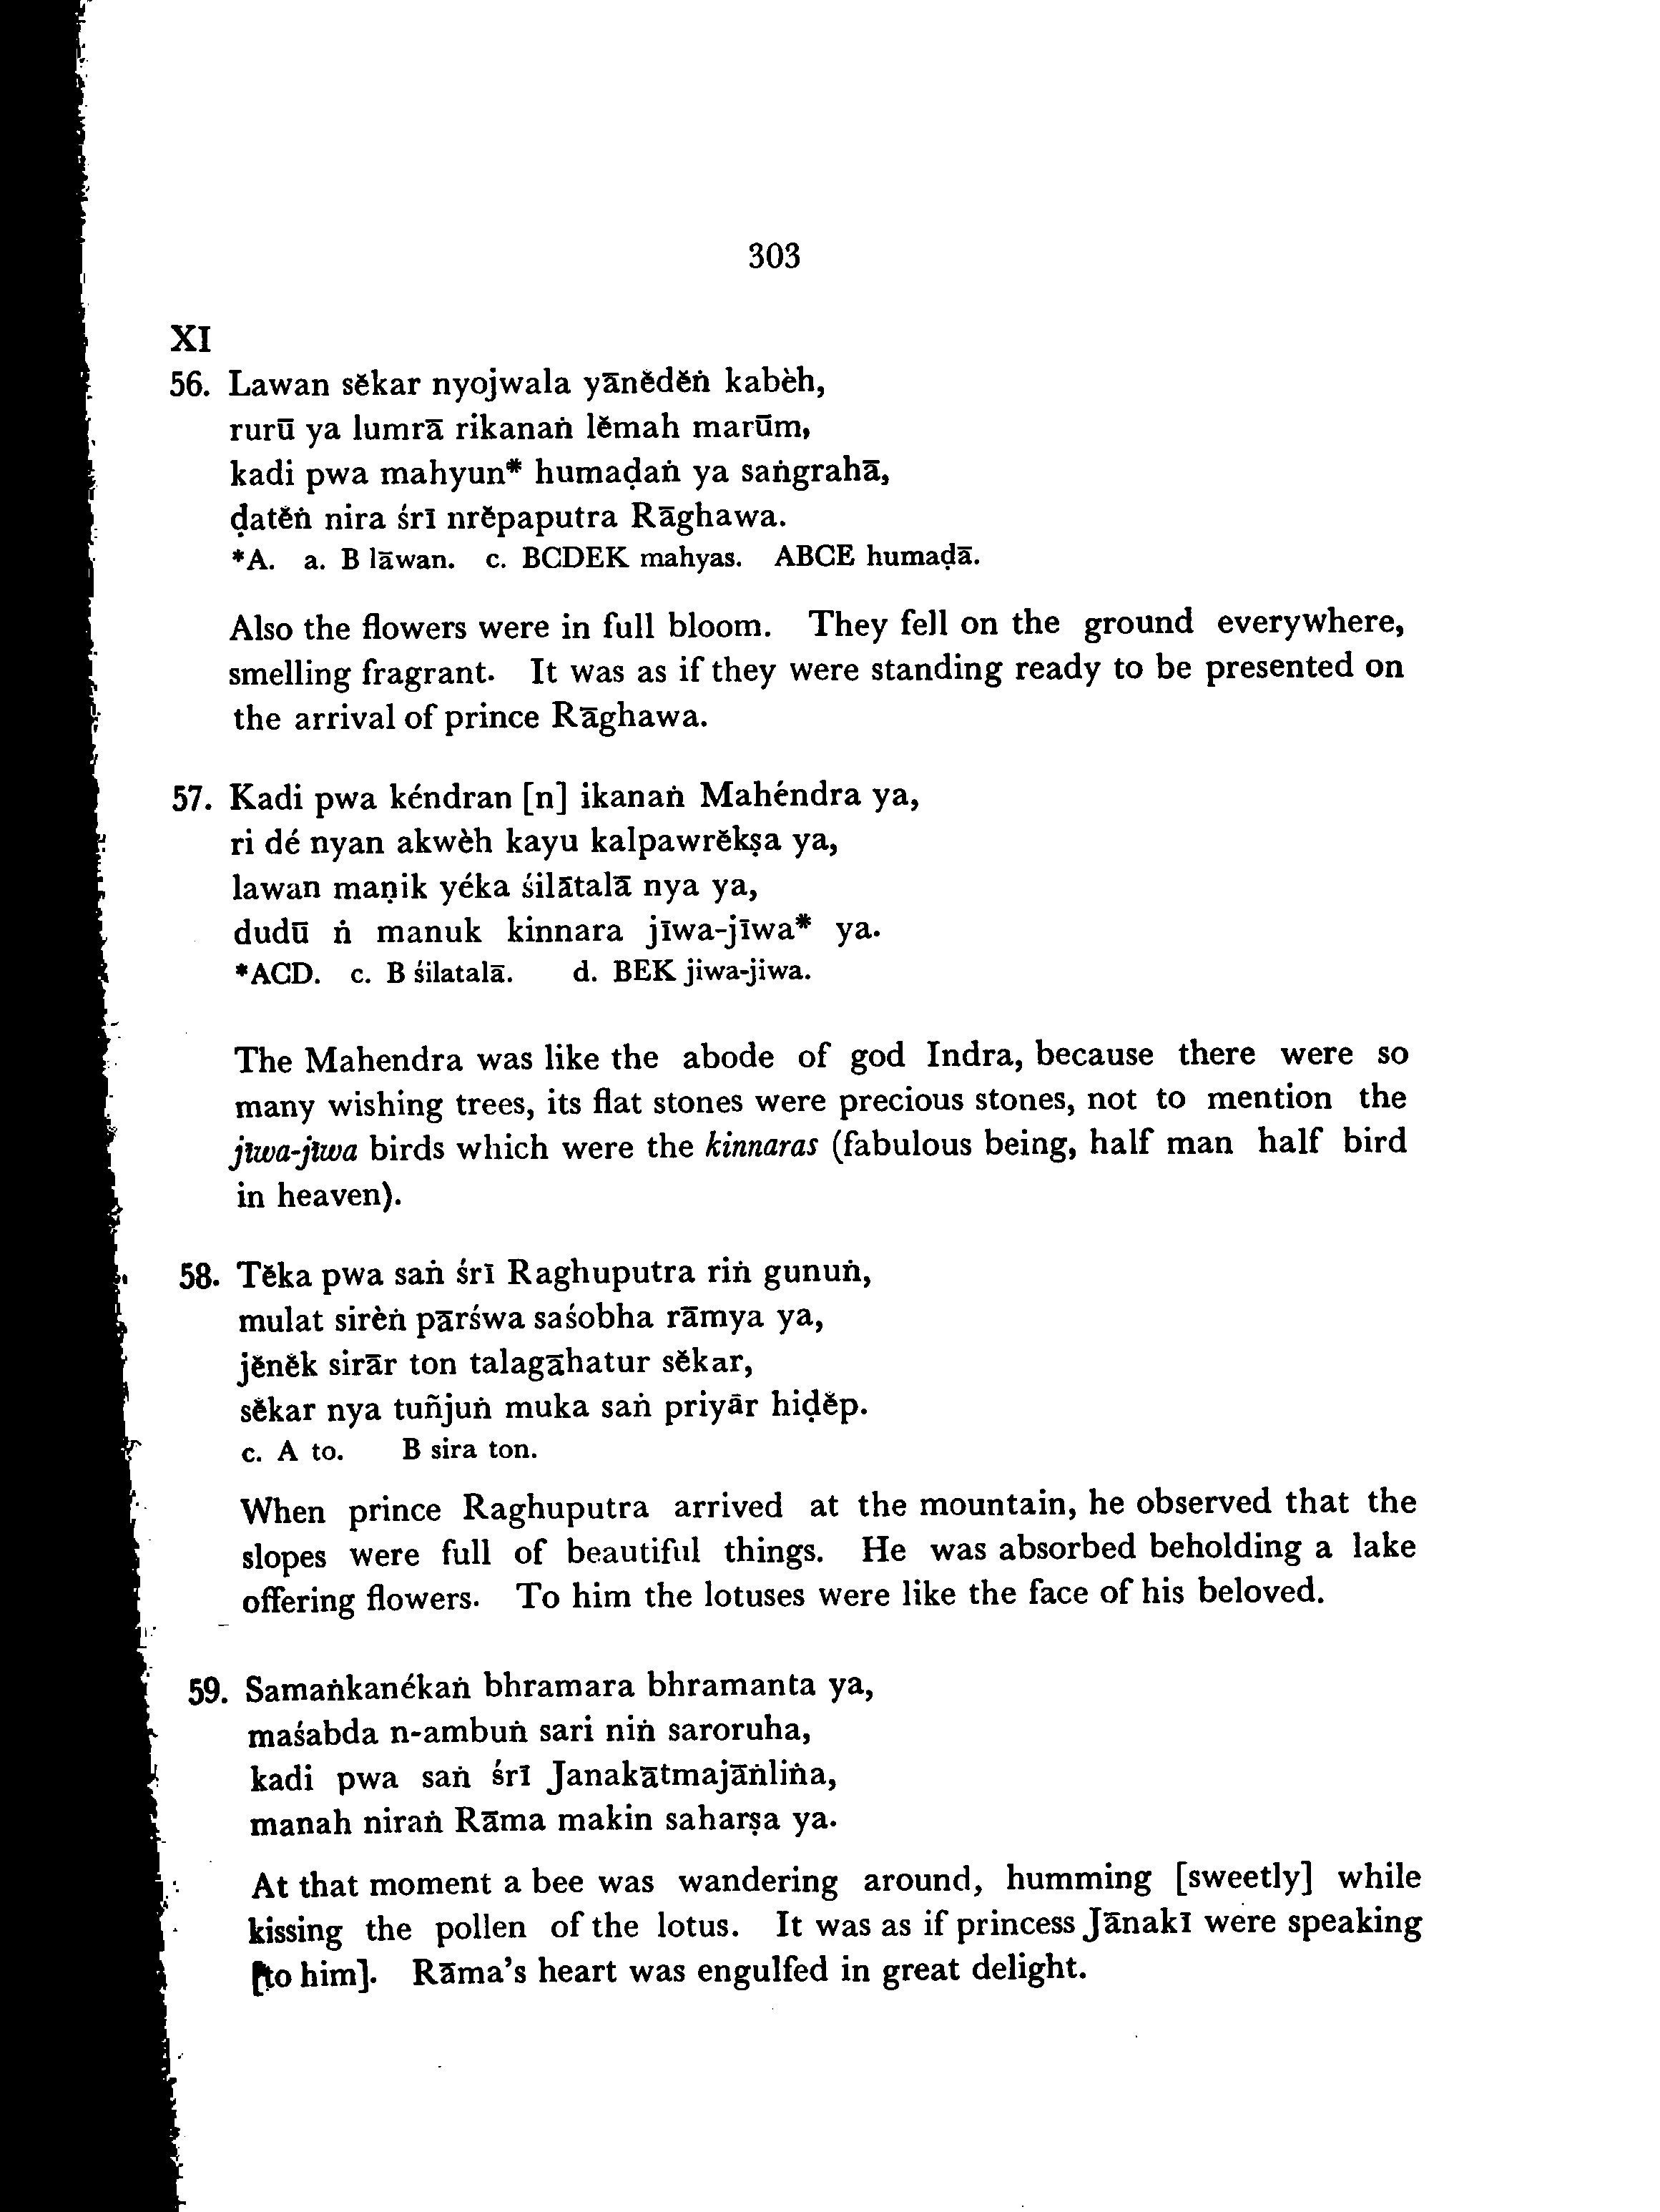 303
XI
56. Lawan sĕkar nyojwala yānĕdĕṅ kabèh,
rurū ya lumrā rikanaṅ lĕmah marūm,
kadi pwa mahyun* humaḍaṅ ya saṅgrahā,
ḍatĕṅ nira śrī nrĕpaputra Rāghawa.
*A. a. B lāwan. c. BCDEK mahyas. ABCE humaḍā.
Also the flowers were in full bloom. They fell on the ground everywhere,
smelling fragrant. It was as if they were standing ready to be presented on
the arrival of prince Rāghawa.
57. Kadi pwa kéndran [n] ikanaṅ Mahéndra ya,
ri dé nyan akwèh kayu kalpawrĕkṣa ya,
lawan maṇik yéka śilātalā nya ya,
dudū ṅ manuk kinnara jīwa-jīwa* ya.
*ACD. c. B śilatalā. d. BEK jiwa-jiwa.
The Mahendra was like the abode of god Indra, because there were so
many wishing trees, its flat stones were precious stones, not to mention the
jīwa-jīwa birds which were the kinnaras (fabulous being, half man half bird
in heaven).
58. Tĕka pwa saṅ śrī Raghuputra riṅ gunuṅ,
mulat sirèṅ pārśwa saśobha rāmya ya,
jĕnĕk sirār ton talagāhatur sĕkar,
sĕkar nya tuñjuṅ muka saṅ priyār hiḍĕp.
c. A to. B sira ton.
When prince Raghuputra arrived at the mountain, he observed that the
slopes were full of beautiful things. He was absorbed beholding a lake
offering flowers. To him the lotuses were like the face of his beloved.
59. Samaṅkanékaṅ bhramara bhramanta ya,
maśabda n-ambuṅ sari niṅ saroruha,
kadi pwa saṅ śrī Janakātmajāṅliṅa,
manah niraṅ Rāma makin saharṣa ya.
At that moment a bee was wandering around, humming [sweetly] while
kissing the pollen of the lotus. It was as if princess Jānakī were speaking
[to him]. Rāma's heart was engulfed in great delight.